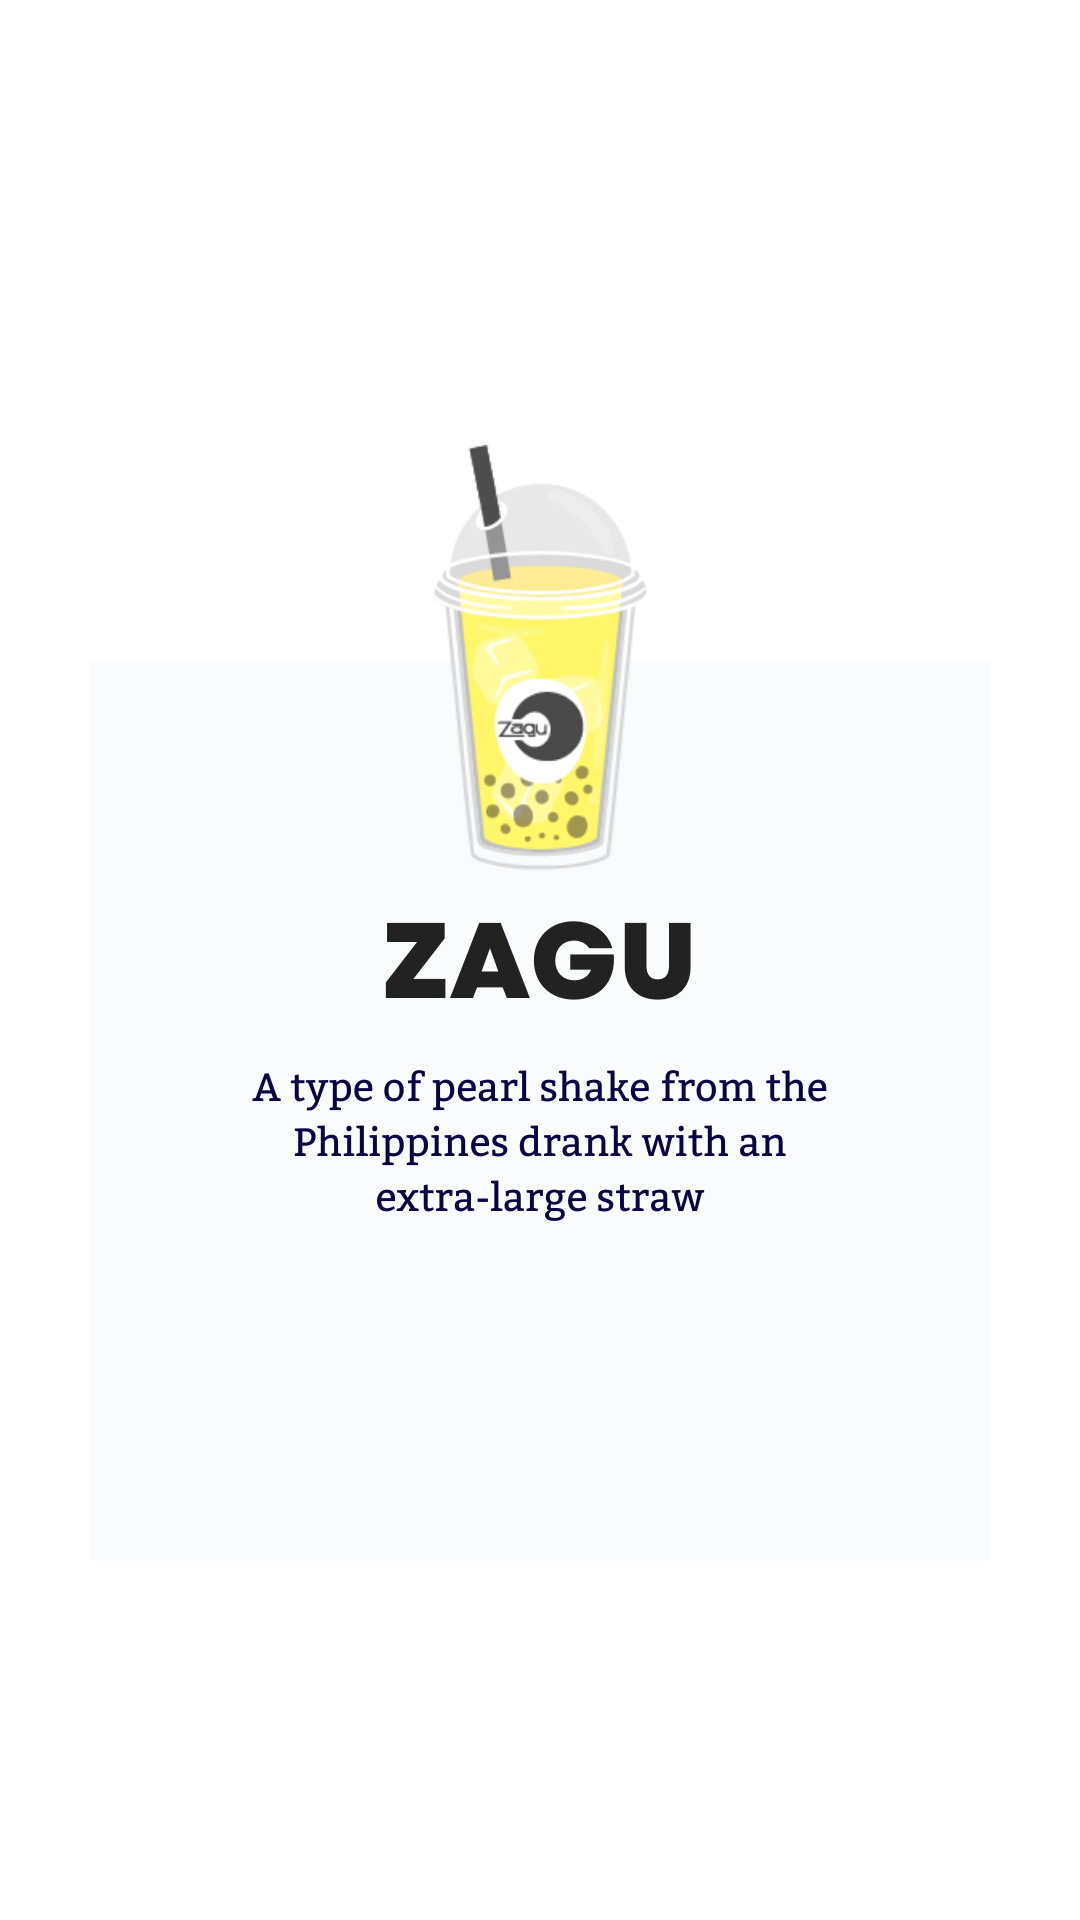 Zagu
ZAGU
A type of pearl shake from the
Philippines drank with an
extra-large straw